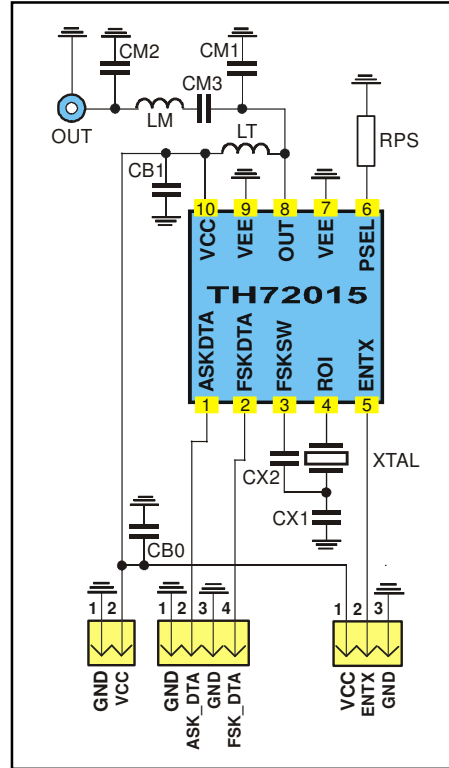 CM2
CM1
CM3
OUT
LM
LT
RPS
CB1
10 9 8 7 6
VCC VEE OUT VEE PSEL
TH72015
ASKDTA FSKDTA FSKSW ROI ENTX
1 2 3 4 5
XTAL
CX2
CX1
CB0
1 2 1 2 3 4 1 2 3
GND VCC GND ASK_DTA GND FSK_DTA VCC ENTX GND